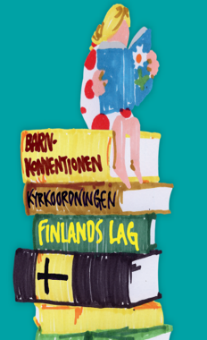 BARN-
KONVENTIONEN
KYRKOORDNINGEN
FINLANDS LAG